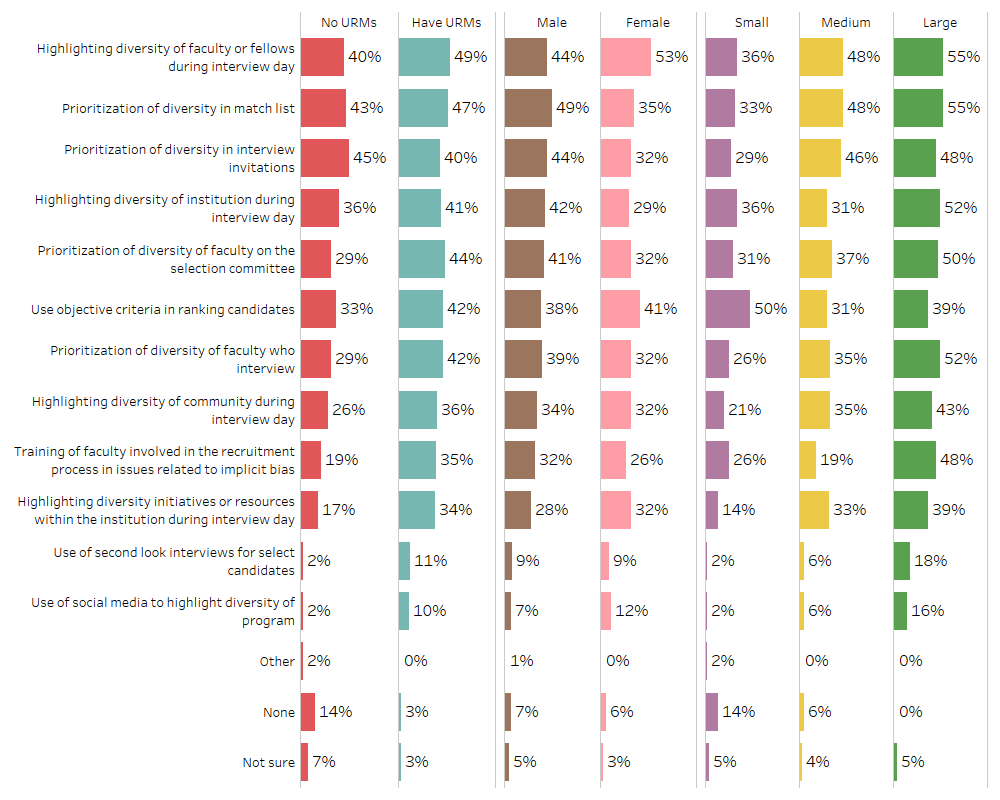 No URMs Have URMs Male Female Small Medium Large
Highlighting diversity of faculty or fellows
during interview day
40% 49% 44% 53% 36% 48% 55%
Prioritization of diversity in match list
43% 47% 49% 35% 33% 48% 55%
Prioritization of diversity in interview
invitations
45% 40% 44% 32% 29% 46% 48%
Highlighting diversity of institution during
interview day
36% 41% 42% 29% 36% 31% 52%
Prioritization of diversity of faculty on the
selection committee
29% 44% 41% 32% 31% 37% 50%
Use objective criteria in ranking candidates
33% 42% 38% 41% 50% 31% 39%
Prioritization of diversity of faculty who
interview
29% 42% 39% 32% 26% 35% 52%
Highlighting diversity of community during
interview day
26% 36% 34% 32% 21% 35% 43%
Training of faculty involved in the recruitment
process in issues related to implicit bias
19% 35% 32% 26% 26% 19% 48%
Highlighting diversity initiatives or resources
within the institution during interview day
17% 34% 28% 32% 14% 33% 39%
Use of second look interviews for select
candidates
2% 11% 9% 9% 2% 6% 18%
Use of social media to highlight diversity of
program
2% 10% 7% 12% 2% 6% 16%
Other
2% 0% 1% 0% 2% 0% 0%
None
14% 3% 7% 6% 14% 6% 0%
Not sure
7% 3% 5% 3% 5% 4% 5%